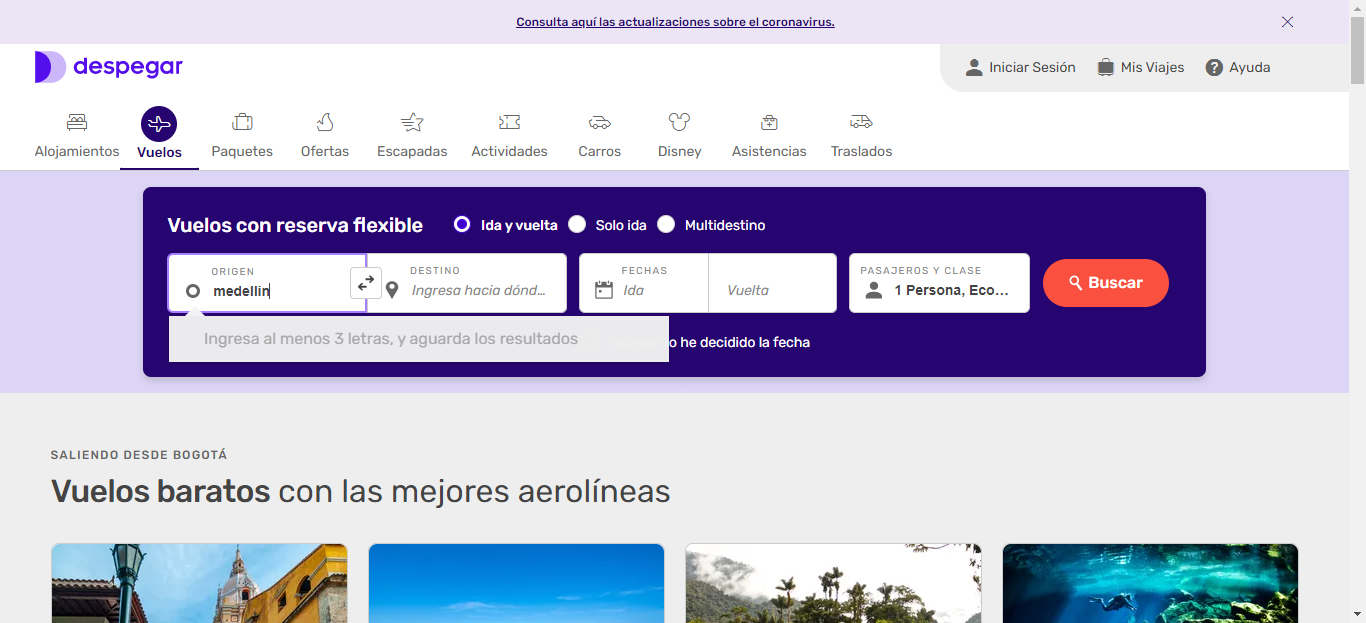 Consulta aquí las actualizaciones sobre el coronavirus.
despegar
Iniciar Sesión
Mis Viajes
Ayuda
Alojamientos
Vuelos
Paquetes
Ofertas
Escapadas
Actividades
Carros
Disney
Asistencias
Traslados
Vuelos con reserva flexible
Ida y vuelta
Solo ida
Multidestino
ORIGEN
medellin
DESTINO
Ingresa hacia dónd...
FECHAS
Ida
Vuelta
PASAJEROS Y CLASE
1 Persona, Eco...
Buscar
Ingresa al menos 3 letras, y aguarda los resultados
o he decidido la fecha
SALIENDO DESDE BOGOTÁ
Vuelos baratos con las mejores aerolíneas